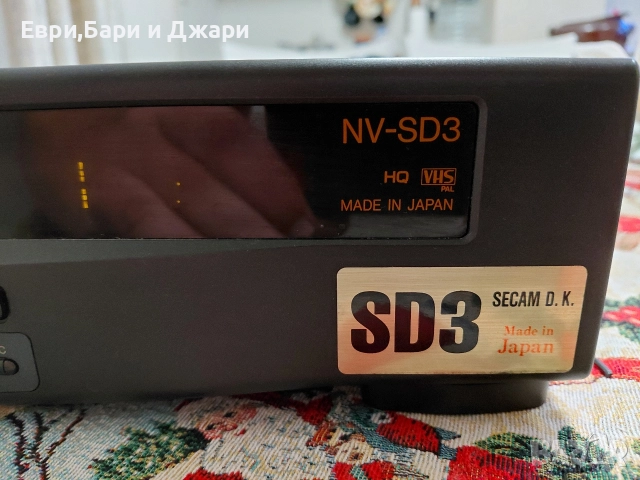 Еври,Бари и Джари
NV-SD3
HQ VHS
PAL
MADE IN JAPAN
SD3
SECAM D. K.
Made in
Japan